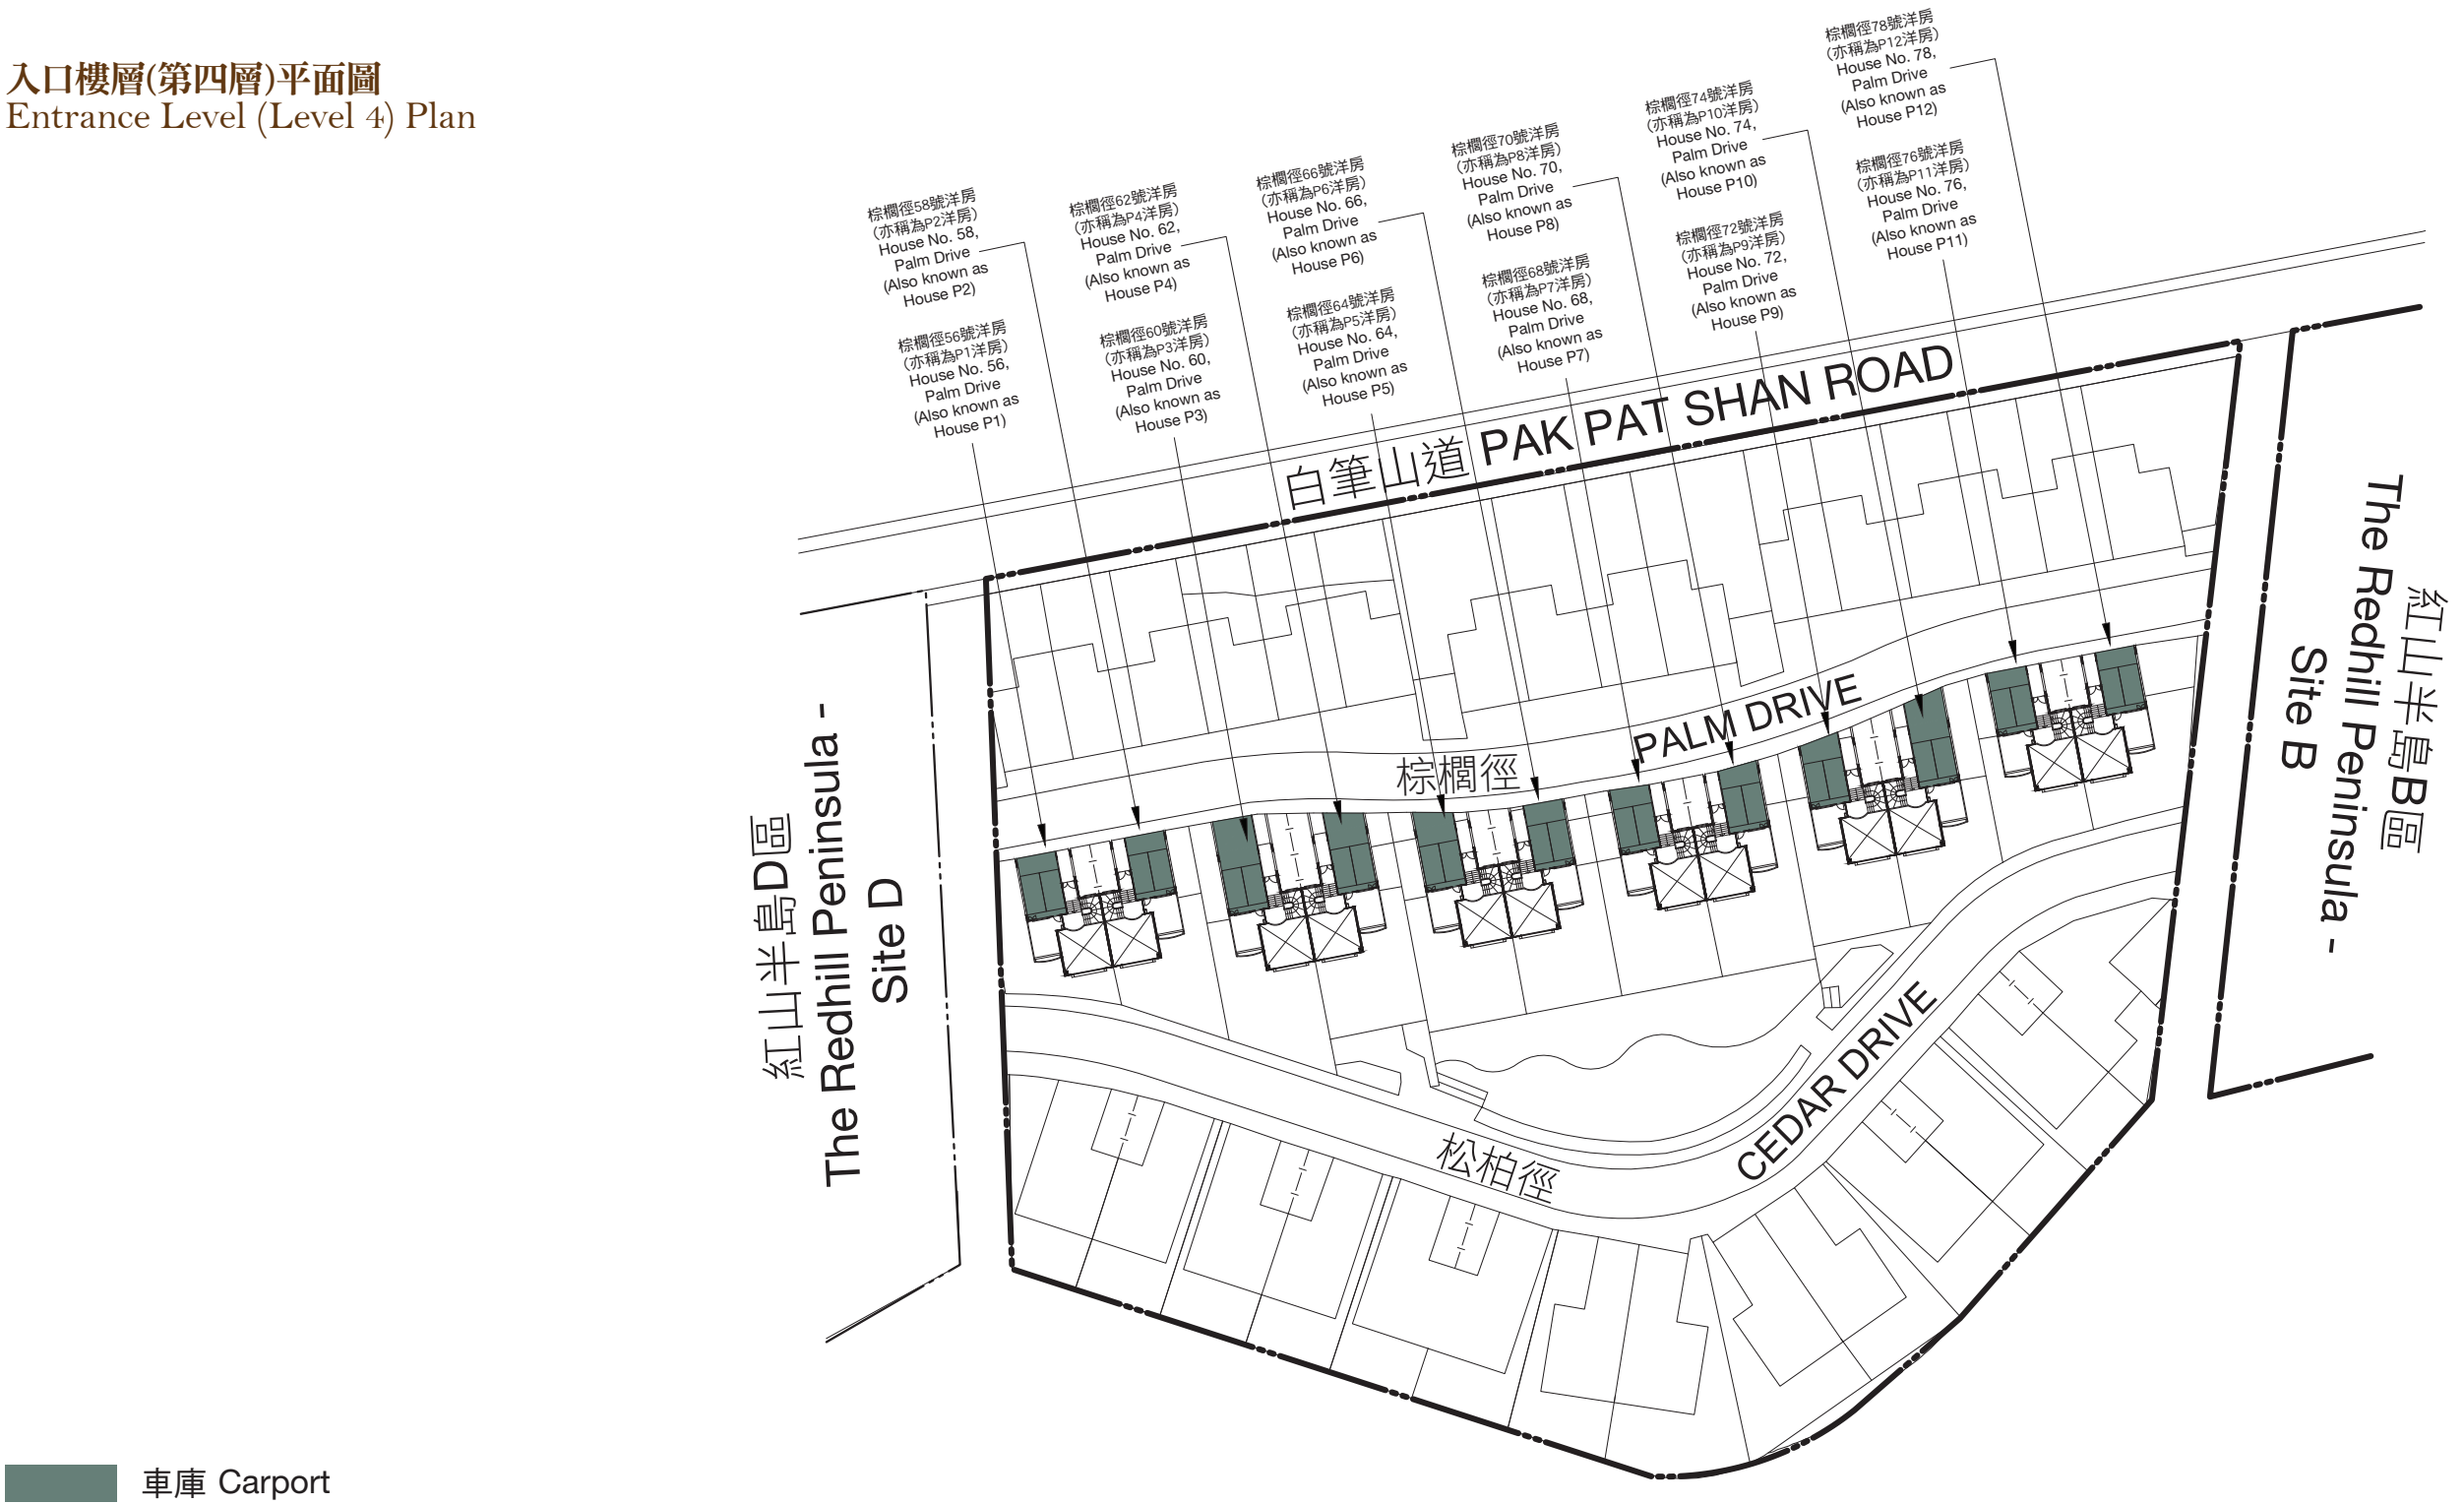 入口樓層(第四層)平面圖
Entrance Level (Level 4) Plan
棕櫚徑58號洋房
(亦稱為P2洋房)
House No. 58,
Palm Drive
(Also known as
House P2)
棕櫚徑56號洋房
(亦稱為P1洋房)
House No. 56,
Palm Drive
(Also known as
House P1)
棕櫚徑62號洋房
(亦稱為P4洋房)
House No. 62,
Palm Drive
(Also known as
House P4)
棕櫚徑60號洋房
(亦稱為P3洋房)
House No. 60,
Palm Drive
(Also known as
House P3)
棕櫚徑66號洋房
(亦稱為P6洋房)
House No. 66,
Palm Drive
(Also known as
House P6)
棕櫚徑64號洋房
(亦稱為P5洋房)
House No. 64,
Palm Drive
(Also known as
House P5)
棕櫚徑70號洋房
(亦稱為P8洋房)
House No. 70,
Palm Drive
(Also known as
House P8)
棕櫚徑68號洋房
(亦稱為P7洋房)
House No. 68,
Palm Drive
(Also known as
House P7)
棕櫚徑74號洋房
(亦稱為P10洋房)
House No. 74,
Palm Drive
(Also known as
House P10)
棕櫚徑72號洋房
(亦稱為P9洋房)
House No. 72,
Palm Drive
(Also known as
House P9)
棕櫚徑78號洋房
(亦稱為P12洋房)
House No. 78,
Palm Drive
(Also known as
House P12)
棕櫚徑76號洋房
(亦稱為P11洋房)
House No. 76,
Palm Drive
(Also known as
House P11)
白筆山道 PAK PAT SHAN ROAD
棕櫚徑 PALM DRIVE
松柏徑 CEDAR DRIVE
紅山半島D區
The Redhill Peninsula -
Site D
紅山半島B區
The Redhill Peninsula -
Site B
車庫 Carport